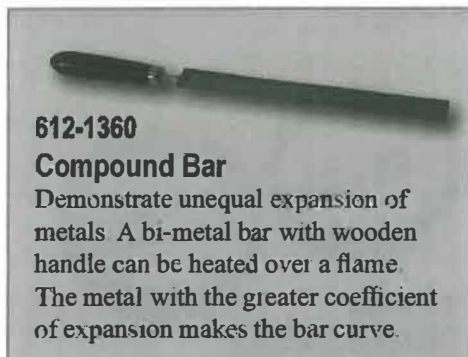 612-1360
Compound Bar
Demonstrate unequal expansion of
metals A bi-metal bar with wooden
handle can be heated over a flame.
The metal with the greater coefficient
of expansion makes the bar curve.